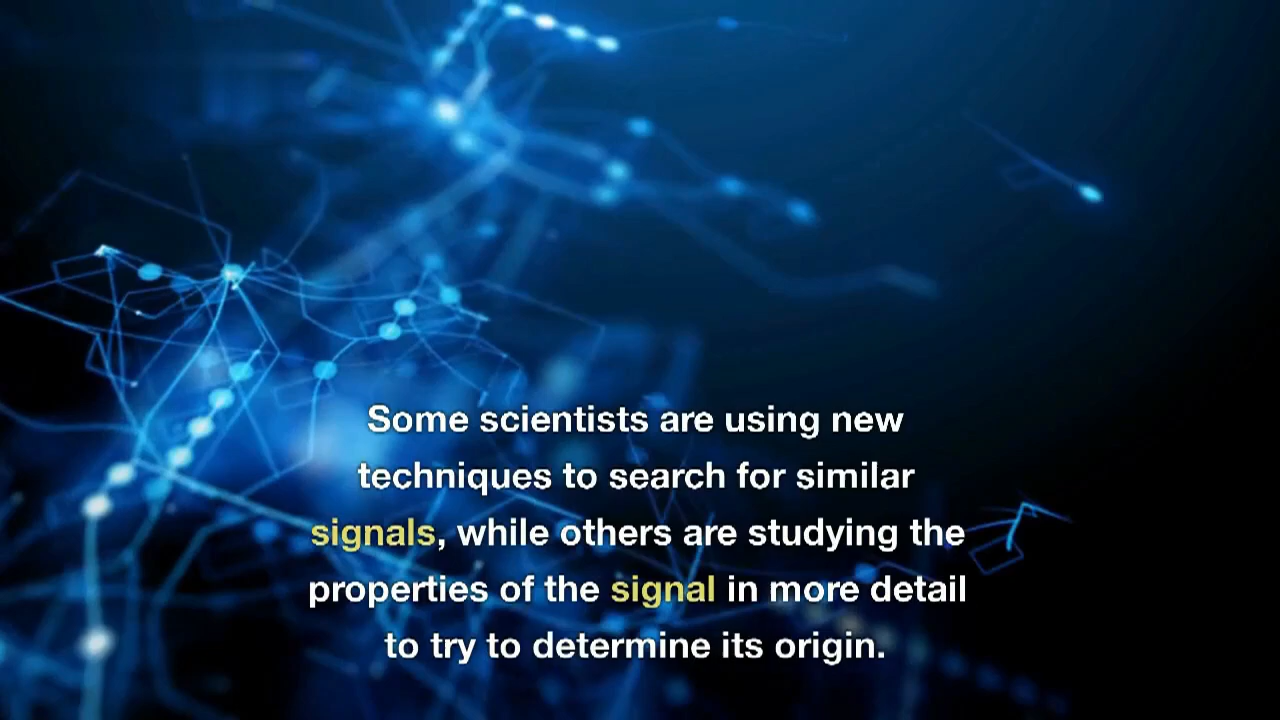 Some scientists are using new
techniques to search for similar
signals, while others are studying the
properties of the signal in more detail
to try to determine its origin.